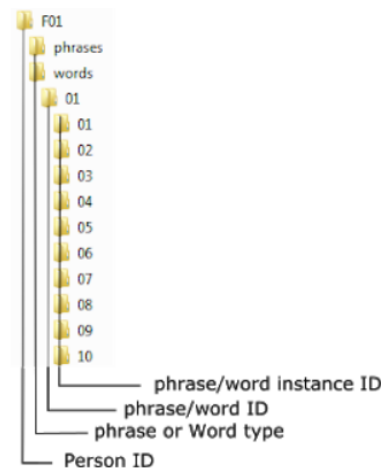 F01
phrases
words
01
01
02
03
04
05
06
07
08
09
10
phrase/word instance ID
phrase/word ID
phrase or Word type
Person ID